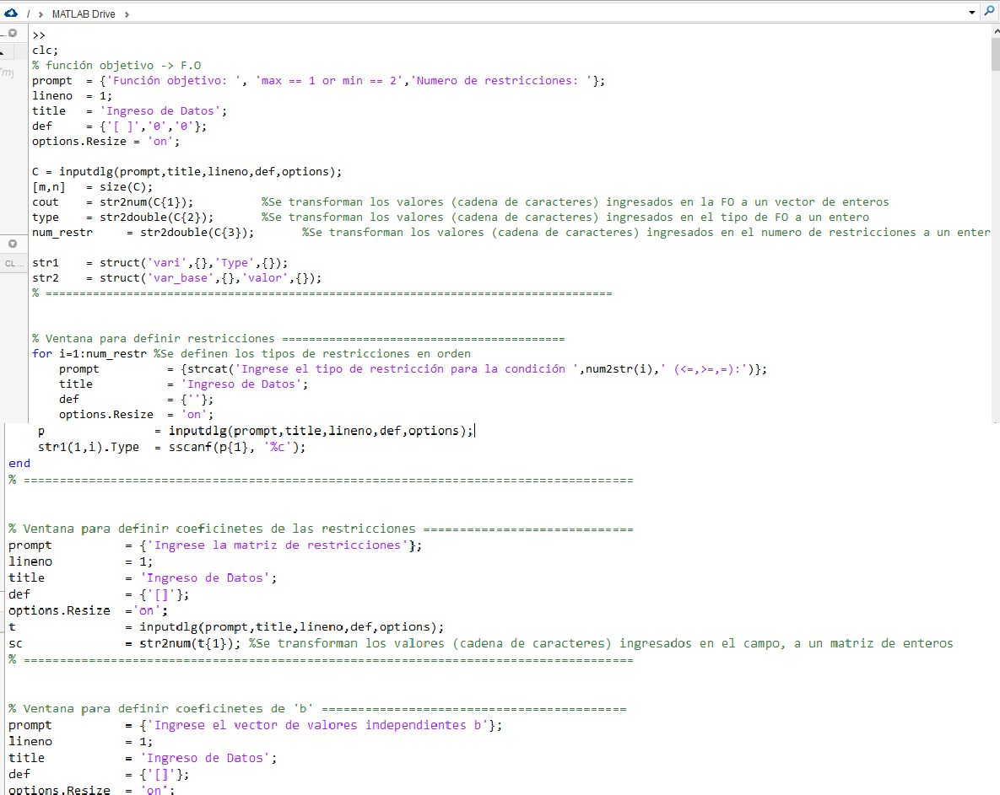 / > MATLAB Drive >
>>
clc;
% función objetivo -> F.O
prompt  = {'Función objetivo: ', 'max == 1 or min == 2','Numero de restricciones: '};
lineno  = 1;
title   = 'Ingreso de Datos';
def     = {'[ ]','0','0'};
options.Resize = 'on';
C = inputdlg(prompt,title,lineno,def,options);
[m,n]   = size(C);
cout    = str2num(C{1});          %Se transforman los valores (cadena de caracteres) ingresados en la FO a un vector de enteros
type    = str2double(C{2});       %Se transforman los valores (cadena de caracteres) ingresados en el tipo de FO a un entero
num_restr     = str2double(C{3});       %Se transforman los valores (cadena de caracteres) ingresados en el numero de restricciones a un enter
CL...
str1    = struct('vari',{},'Type',{});
str2    = struct('var_base',{},'valor',{});
% ====================================================================================
% Ventana para definir restricciones ==========================================
for i=1:num_restr %Se definen los tipos de restricciones en orden
    prompt          = {strcat('Ingrese el tipo de restricción para la condición ',num2str(i),' (<=,>=,=):')};
    title           = 'Ingreso de Datos';
    def             = {''};
    options.Resize  = 'on';
    p               = inputdlg(prompt,title,lineno,def,options);
    str1(1,i).Type  = sscanf(p{1}, '%c');
end
% ====================================================================================
% Ventana para definir coeficinetes de las restricciones =============================
prompt          = {'Ingrese la matriz de restricciones'};
lineno          = 1;
title           = 'Ingreso de Datos';
def             = {'[]'};
options.Resize  ='on';
t               = inputdlg(prompt,title,lineno,def,options);
sc              = str2num(t{1}); %Se transforman los valores (cadena de caracteres) ingresados en el campo, a un matriz de enteros
% ====================================================================================
% Ventana para definir coeficinetes de 'b' ==========================================
prompt          = {'Ingrese el vector de valores independientes b'};
lineno          = 1;
title           = 'Ingreso de Datos';
def             = {'[]'};
options.Resize  = 'on';